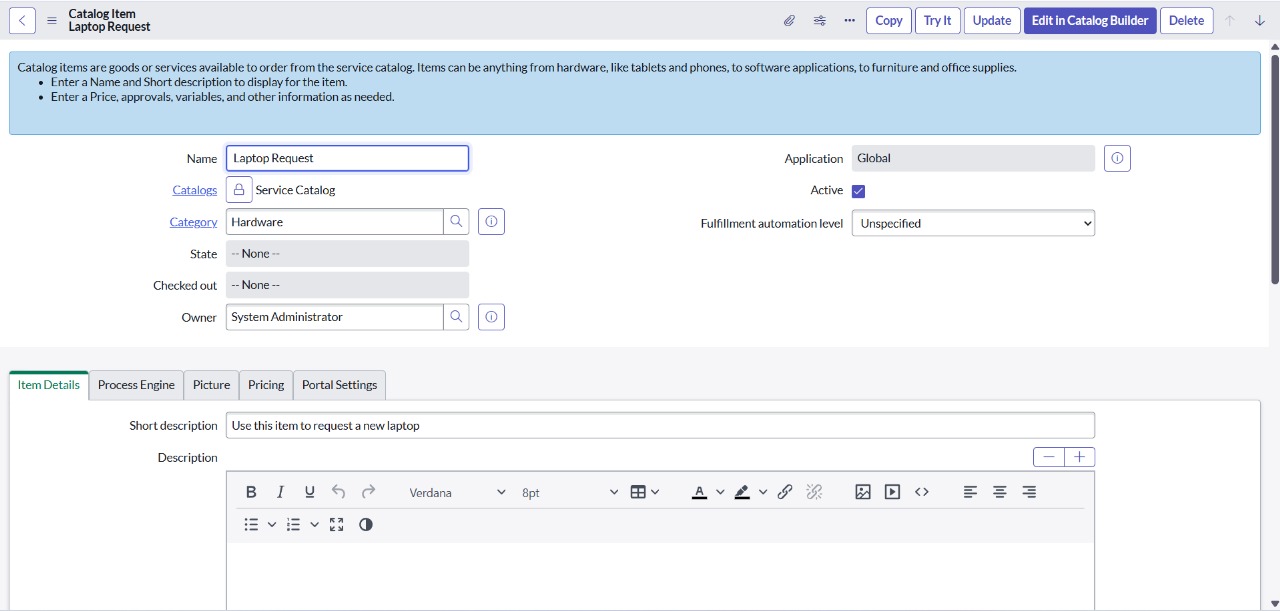 Catalog Item
Laptop Request
Copy Try It Update Edit in Catalog Builder Delete
Catalog items are goods or services available to order from the service catalog. Items can be anything from hardware, like tablets and phones, to software applications, to furniture and office supplies.
• Enter a Name and Short description to display for the item.
• Enter a Price, approvals, variables, and other information as needed.
Name Laptop Request Application Global
Catalogs Service Catalog Active
Category Hardware Fulfillment automation level Unspecified
State -- None --
Checked out -- None --
Owner System Administrator
Item Details Process Engine Picture Pricing Portal Settings
Short description Use this item to request a new laptop
Description
B I U Verdana 8pt A